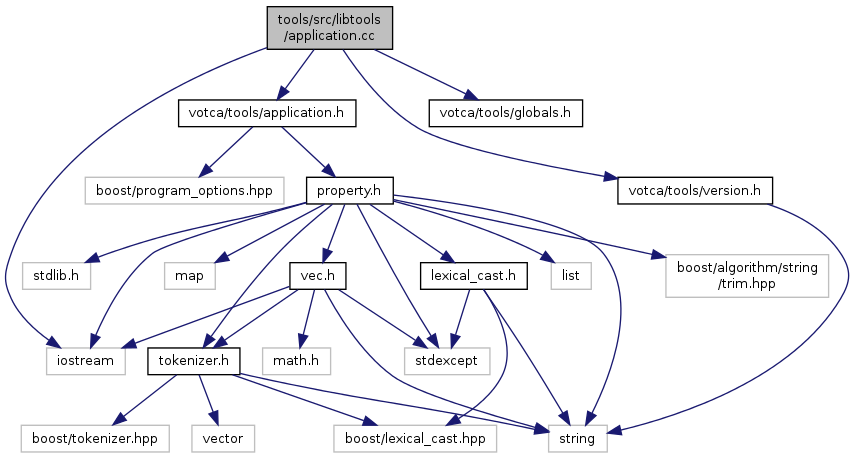 tools/src/libtools
/application.cc
votca/tools/application.h
votca/tools/globals.h
boost/program_options.hpp
property.h
votca/tools/version.h
stdlib.h
map
vec.h
lexical_cast.h
list
boost/algorithm/string
/trim.hpp
iostream
tokenizer.h
math.h
stdexcept
boost/tokenizer.hpp
vector
boost/lexical_cast.hpp
string